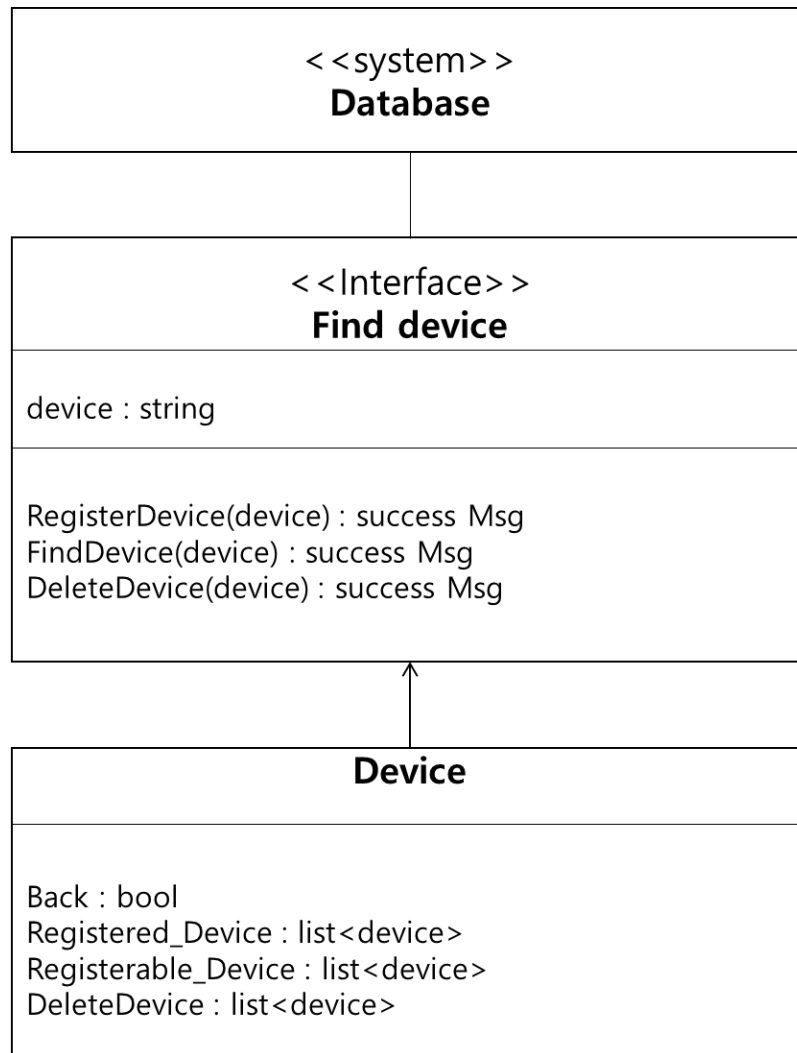 <<system>>
Database
<<Interface>>
Find device
device : string
RegisterDevice(device) : success Msg
FindDevice(device) : success Msg
DeleteDevice(device) : success Msg
Device
Back : bool
Registered_Device : list<device>
Registerable_Device : list<device>
DeleteDevice : list<device>